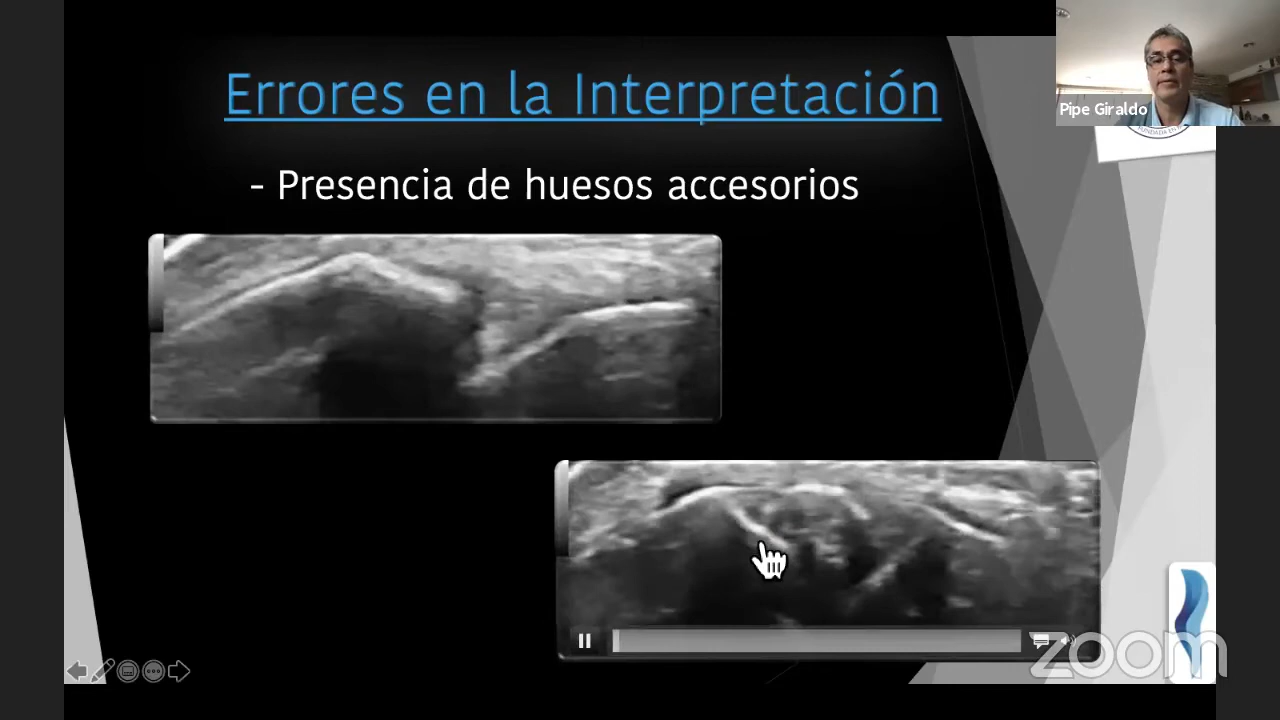 Errores en la Interpretación
Pipe Giraldo
- Presencia de huesos accesorios
zoom